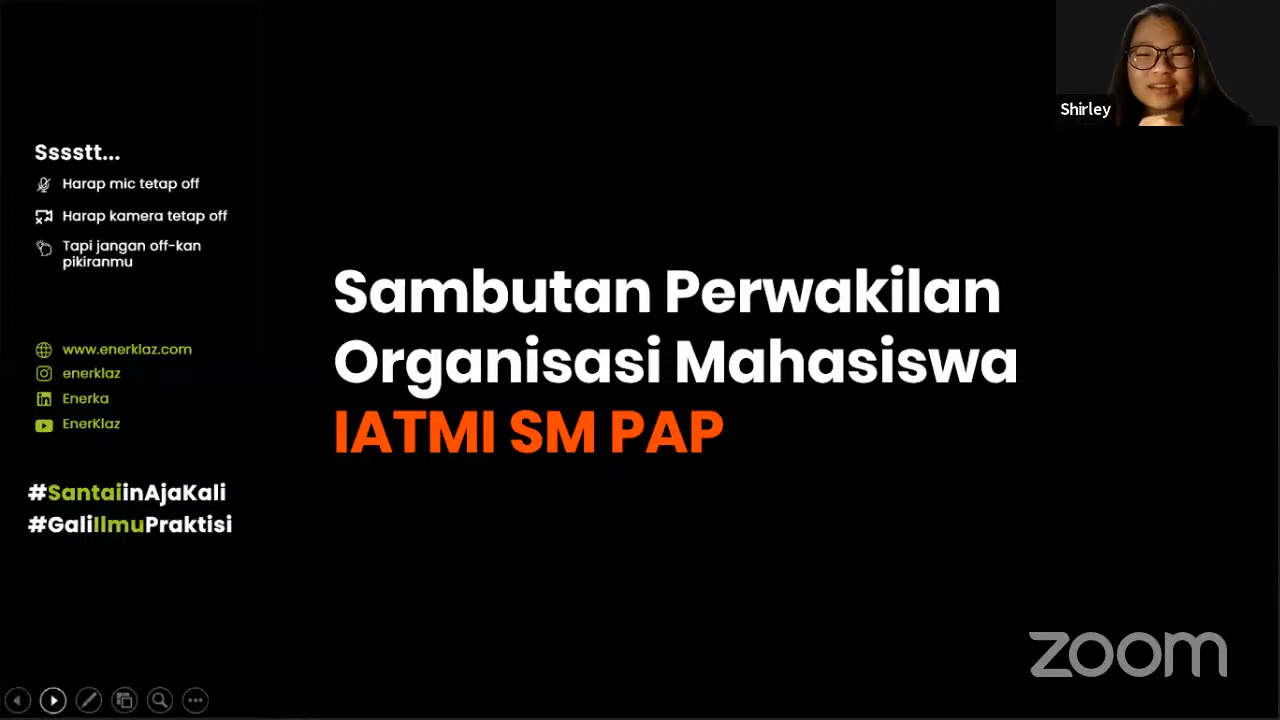 Sssstt...
Harap mic tetap off
Harap kamera tetap off
Tapi jangan off-kan
pikiranmu
www.enerklaz.com
enerklaz
Enerka
EnerKlaz
#SantaiinAjaKali
#GaliIlmuPraktisi
Sambutan Perwakilan
Organisasi Mahasiswa
IATMI SM PAP
Shirley
zoom